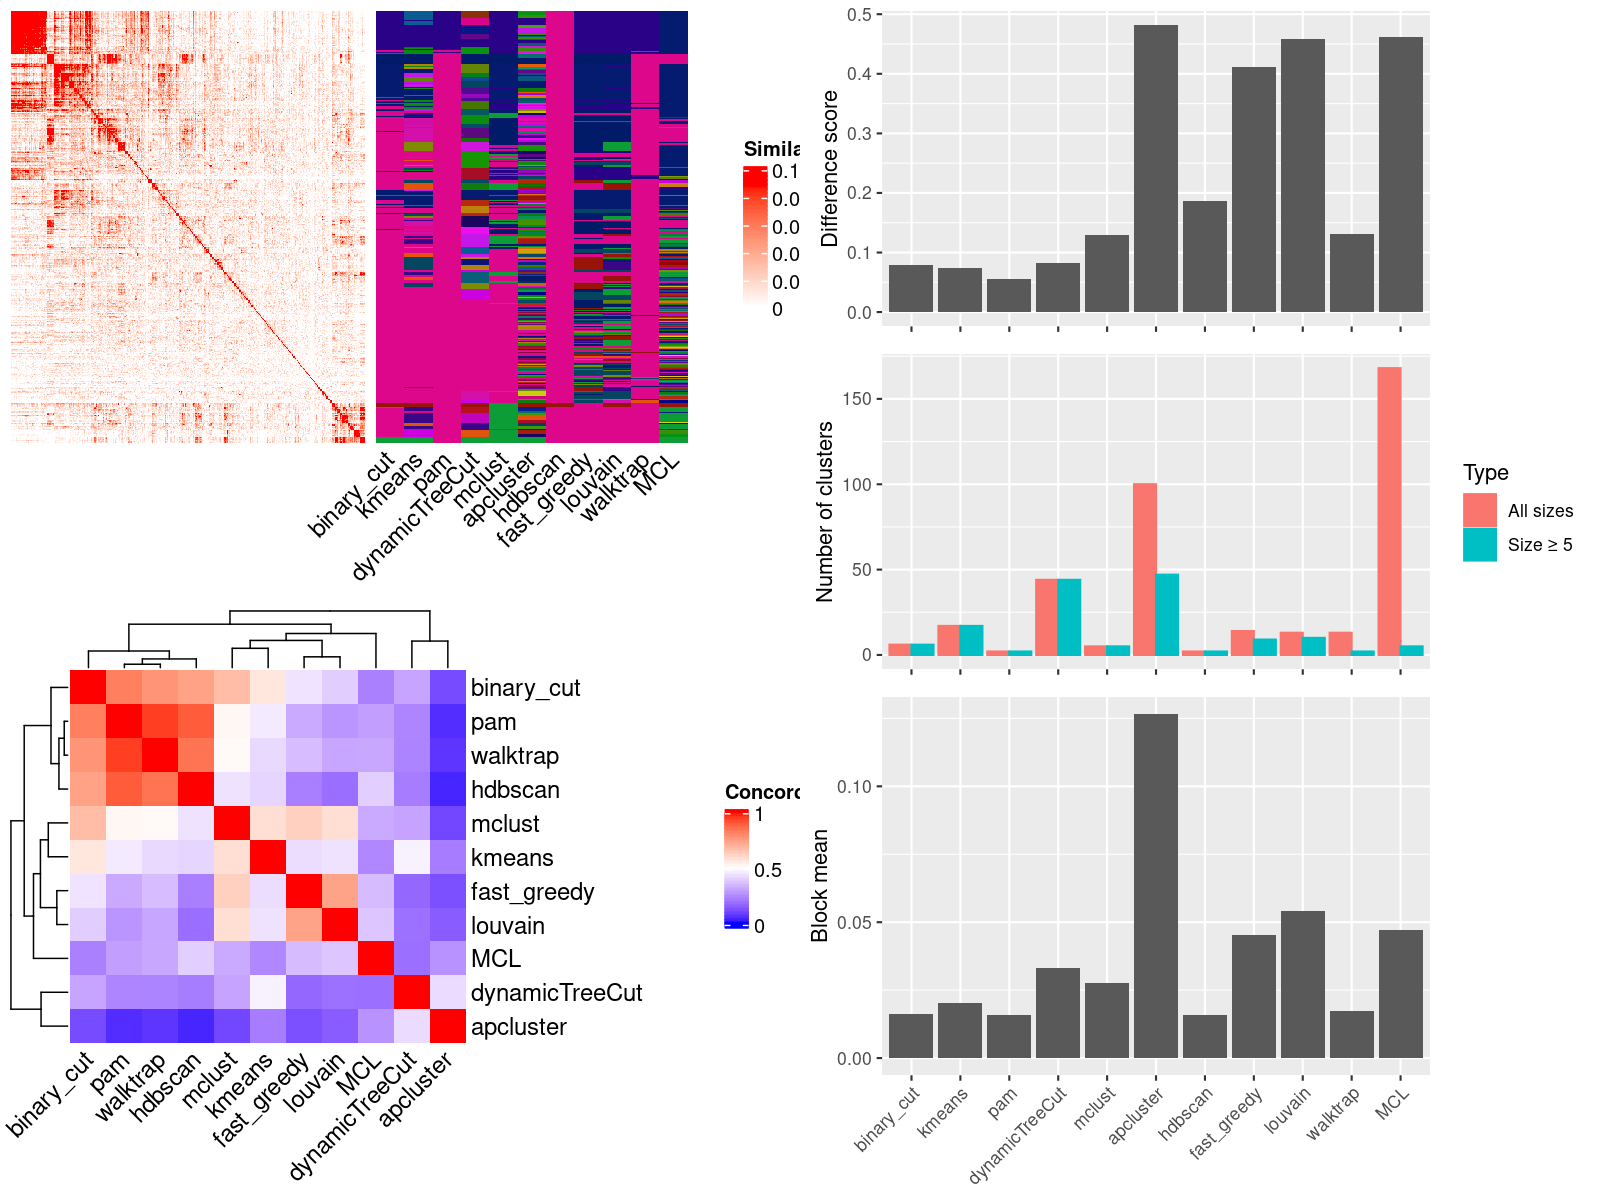 Simila
0.1
0.0
0.0
0.0
0.0
0
binary_cut
kmeans
pam
dynamicTreeCut
mclust
apcluster
hdbscan
fast_greedy
louvain
walktrap
MCL
binary_cut
pam
walktrap
hdbscan
mclust
kmeans
fast_greedy
louvain
MCL
dynamicTreeCut
apcluster
binary_cut
pam
walktrap
hdbscan
mclust
kmeans
fast_greedy
louvain
MCL
dynamicTreeCut
apcluster
Concord
1
0.5
0
Difference score
0.5
0.4
0.3
0.2
0.1
0.0
Number of clusters
150
100
50
0
Type
All sizes
Size ≥ 5
Block mean
0.10
0.05
0.00
binary_cut
kmeans
pam
dynamicTreeCut
mclust
apcluster
hdbscan
fast_greedy
louvain
walktrap
MCL